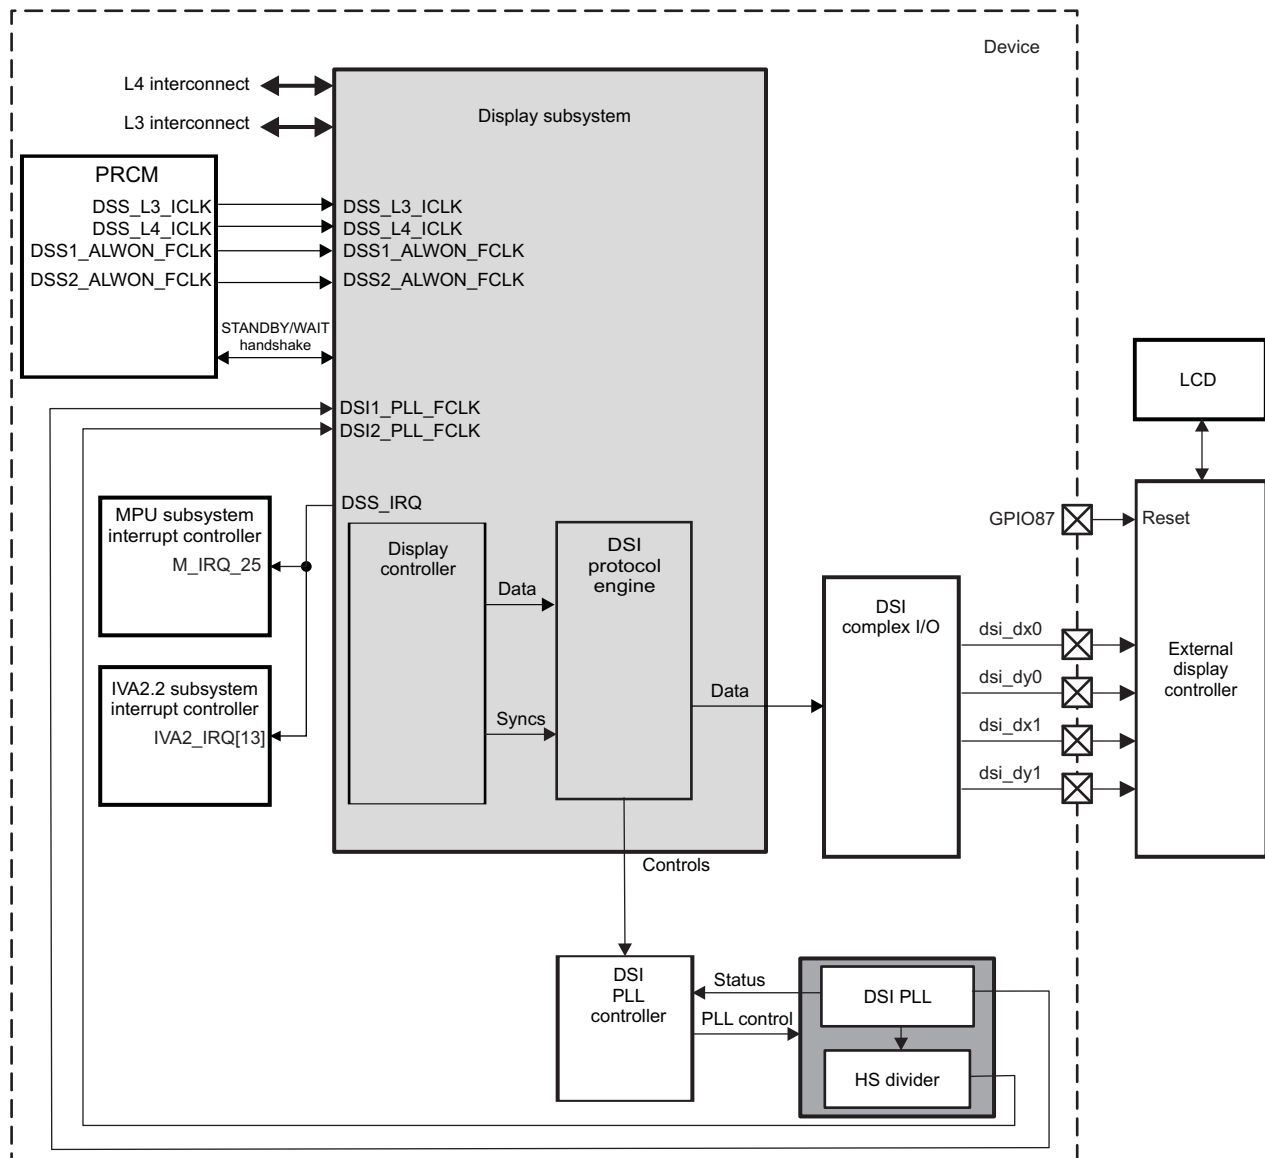 Device
L4 interconnect
L3 interconnect
Display subsystem
PRCM
DSS_L3_ICLK
DSS_L4_ICLK
DSS1_ALWON_FCLK
DSS2_ALWON_FCLK
DSS_L3_ICLK
DSS_L4_ICLK
DSS1_ALWON_FCLK
DSS2_ALWON_FCLK
STANDBY/WAIT
handshake
DSI1_PLL_FCLK
DSI2_PLL_FCLK
LCD
DSS_IRQ
MPU subsystem
interrupt controller
M_IRQ_25
IVA2.2 subsystem
interrupt controller
IVA2_IRQ[13]
Display
controller
Data
Syncs
DSI
protocol
engine
Data
DSI
complex I/O
GPIO87
Reset
dsi_dx0
dsi_dy0
dsi_dx1
dsi_dy1
External
display
controller
Controls
DSI
PLL
controller
Status
PLL control
DSI PLL
HS divider